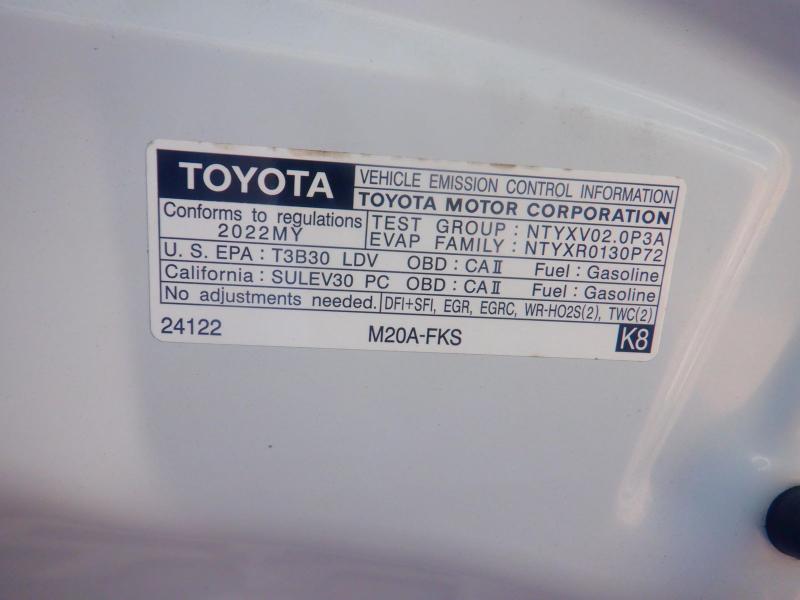 TOYOTA
VEHICLE EMISSION CONTROL INFORMATION
TOYOTA MOTOR CORPORATION
Conforms to regulations
2022MY
TEST GROUP : NTYXV02.0P3A
EVAP FAMILY : NTYXR0130P72
U. S. EPA : T3B30 LDV OBD : CAⅡ Fuel : Gasoline
California : SULEV30 PC OBD : CAⅡ Fuel : Gasoline
No adjustments needed. DFI+SFI, EGR, EGRC, WR-HO2S(2), TWC(2)
24122 M20A-FKS K8